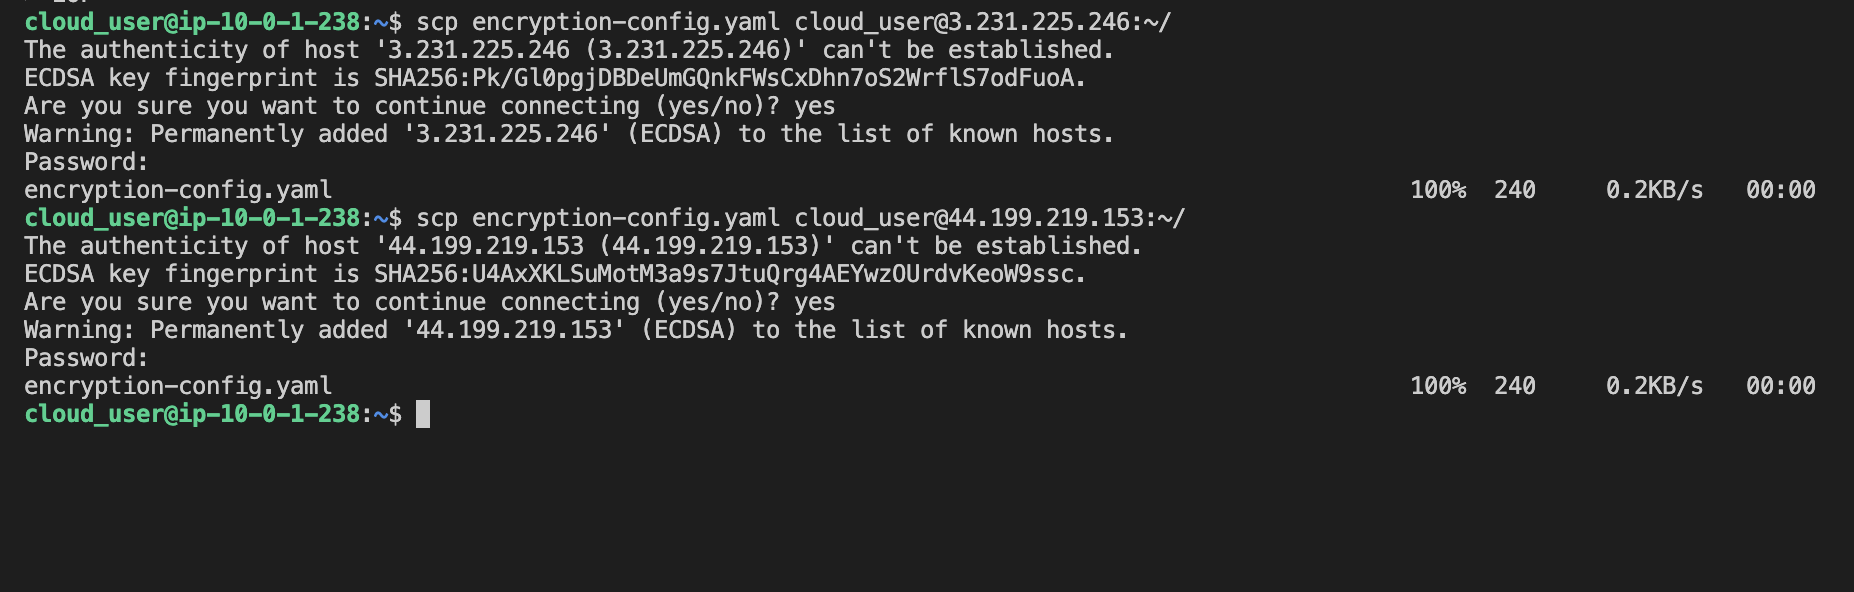 cloud_user@ip-10-0-1-238:~$ scp encryption-config.yaml cloud_user@3.231.225.246:~/
The authenticity of host '3.231.225.246 (3.231.225.246)' can't be established.
ECDSA key fingerprint is SHA256:Pk/Gl0pgjDBDeUmGQnkFWsCxDhn7oS2WrflS7odFuoA.
Are you sure you want to continue connecting (yes/no)? yes
Warning: Permanently added '3.231.225.246' (ECDSA) to the list of known hosts.
Password:
encryption-config.yaml 100% 240 0.2KB/s 00:00
cloud_user@ip-10-0-1-238:~$ scp encryption-config.yaml cloud_user@44.199.219.153:~/
The authenticity of host '44.199.219.153 (44.199.219.153)' can't be established.
ECDSA key fingerprint is SHA256:U4AxXKLSuMotM3a9s7JtuQrg4AEYwzOUrdvKeoW9ssc.
Are you sure you want to continue connecting (yes/no)? yes
Warning: Permanently added '44.199.219.153' (ECDSA) to the list of known hosts.
Password:
encryption-config.yaml 100% 240 0.2KB/s 00:00
cloud_user@ip-10-0-1-238:~$